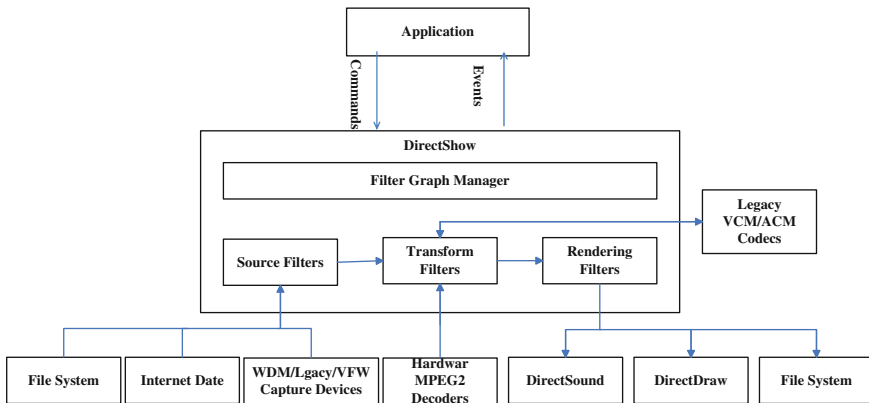 Application
Commands
Events
DirectShow
Filter Graph Manager
Legacy
VCM/ACM
Codecs
Source Filters
Transform
Filters
Rendering
Filters
File System
Internet Date
WDM/Lgacy/VFW
Capture Devices
Hardwar
MPEG2
Decoders
DirectSound
DirectDraw
File System